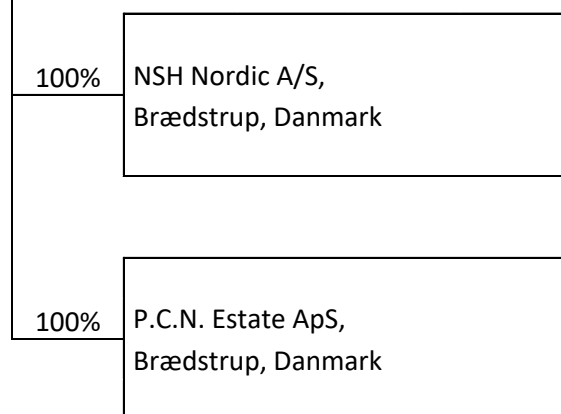 100%
NSH Nordic A/S,
Brædstrup, Danmark
100%
P.C.N. Estate ApS,
Brædstrup, Danmark